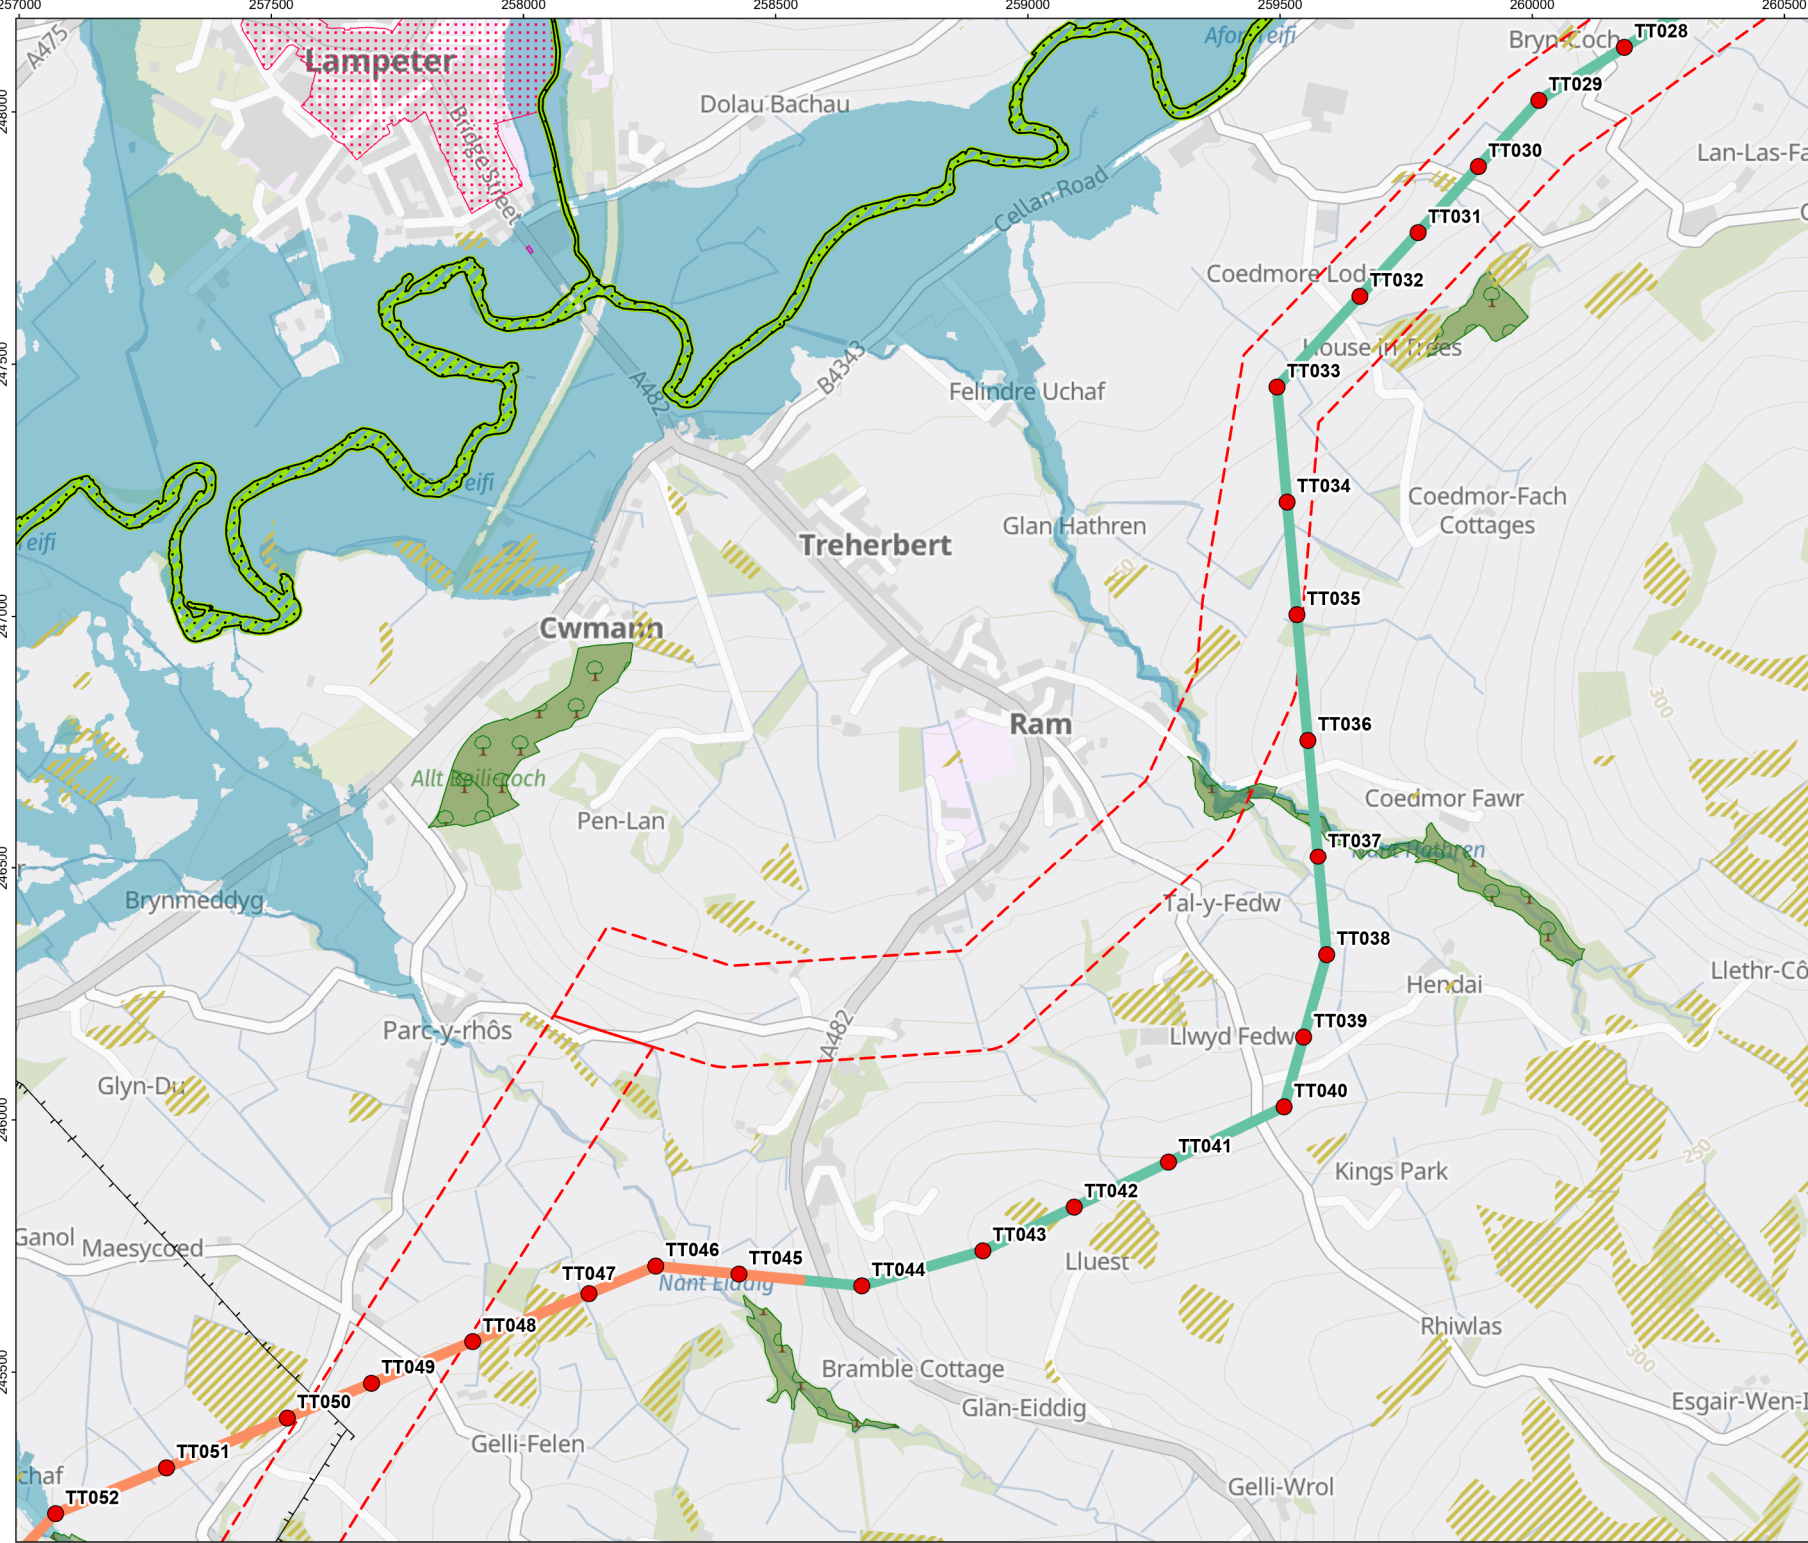 257000
257500
258000
258500
259000
259500
260000
260500
248000
247500
247000
246500
246000
245500
A475
Lampeter
Bridge Street
Dolau Bachau
Afon Teifi
Bryn Coch
TT028
TT029
TT030
Lan-Las-Fa
Cellan Road
TT031
Coedmore Lod
TT032
House in Trees
TT033
A482
B4343
Felindre Uchaf
Afon Teifi
TT034
Coedmor-Fach
Cottages
Glan Hathren
Treherbert
eifi
50
TT035
Cwmann
300
Ram
TT036
Allt Beili-coch
Pen-Lan
Coedmor Fawr
TT037
Nant Hathren
r
Brynmeddyg
Tal-y-Fedw
TT038
Llethr-Cô
Hendai
Parc-y-rhôs
A482
Llwyd Fedw
TT039
Glyn-Du
TT040
TT041
250
Kings Park
TT042
Ganol
Maesycoed
TT043
TT046
TT045
TT044
Lluest
TT047
Nant Eiddig
TT048
Rhiwlas
300
TT049
Bramble Cottage
TT050
Glan-Eiddig
Esgair-Wen-I
TT051
Gelli-Felen
chaf
TT052
Gelli-Wrol